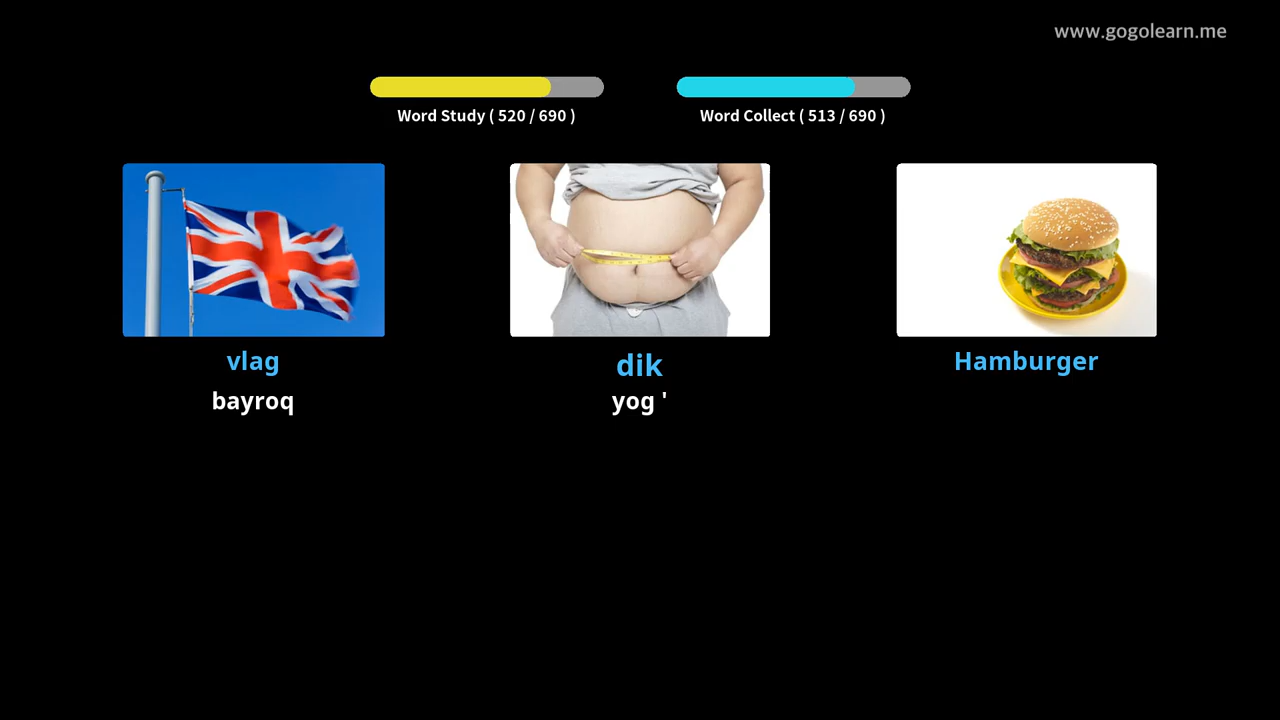 www.gogolearn.me
Word Study ( 520 / 690 )
Word Collect ( 513 / 690 )
vlag
bayroq
dik
yog '
Hamburger